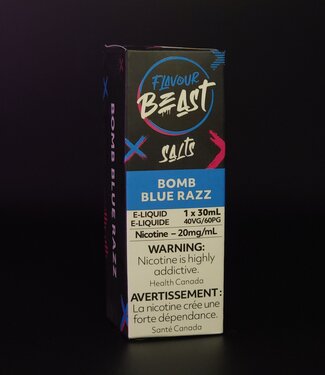 FLAVOUR
BEAST
SALTS
BOMB
BLUE RAZZ
E-LIQUID 1 x 30mL
E-LIQUIDE 40VG/60PG
Nicotine – 20mg/mL
WARNING:
Nicotine is highly
addictive.
Health Canada
AVERTISSEMENT :
La nicotine crée une
forte dépendance.
Santé Canada
BOMB BLUE RAZZ